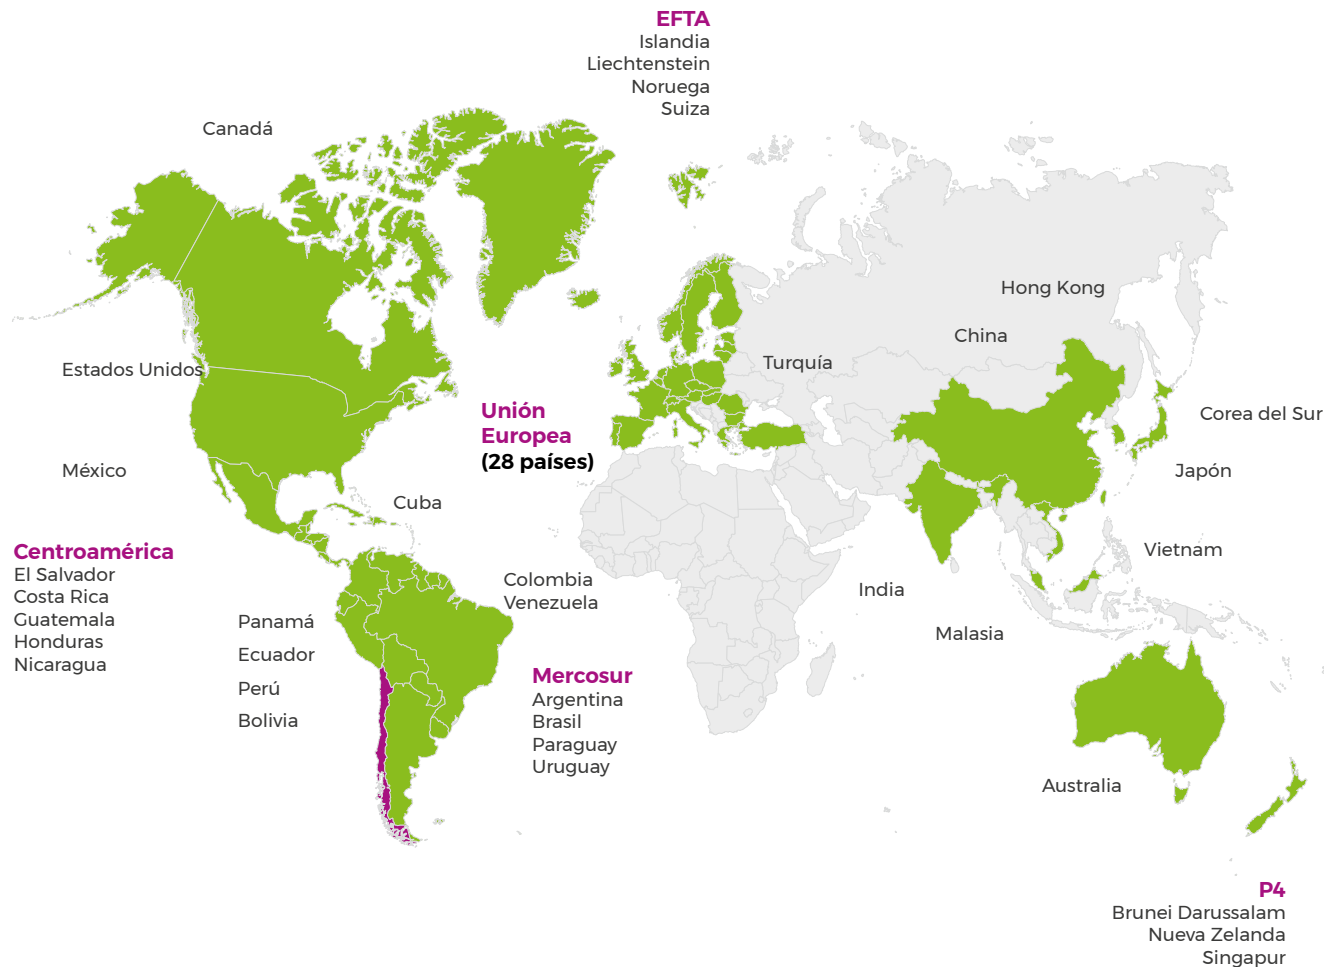 EFTA
Islandia
Liechtenstein
Noruega
Suiza
Canadá
Hong Kong
China
Turquía
Estados Unidos
Unión
Europea
(28 países)
Corea del Sur
México
Japón
Cuba
Centroamérica
El Salvador
Costa Rica
Guatemala
Honduras
Nicaragua
Vietnam
Colombia
Venezuela
India
Panamá
Ecuador
Perú
Bolivia
Malasia
Mercosur
Argentina
Brasil
Paraguay
Uruguay
Australia
P4
Brunei Darussalam
Nueva Zelanda
Singapur